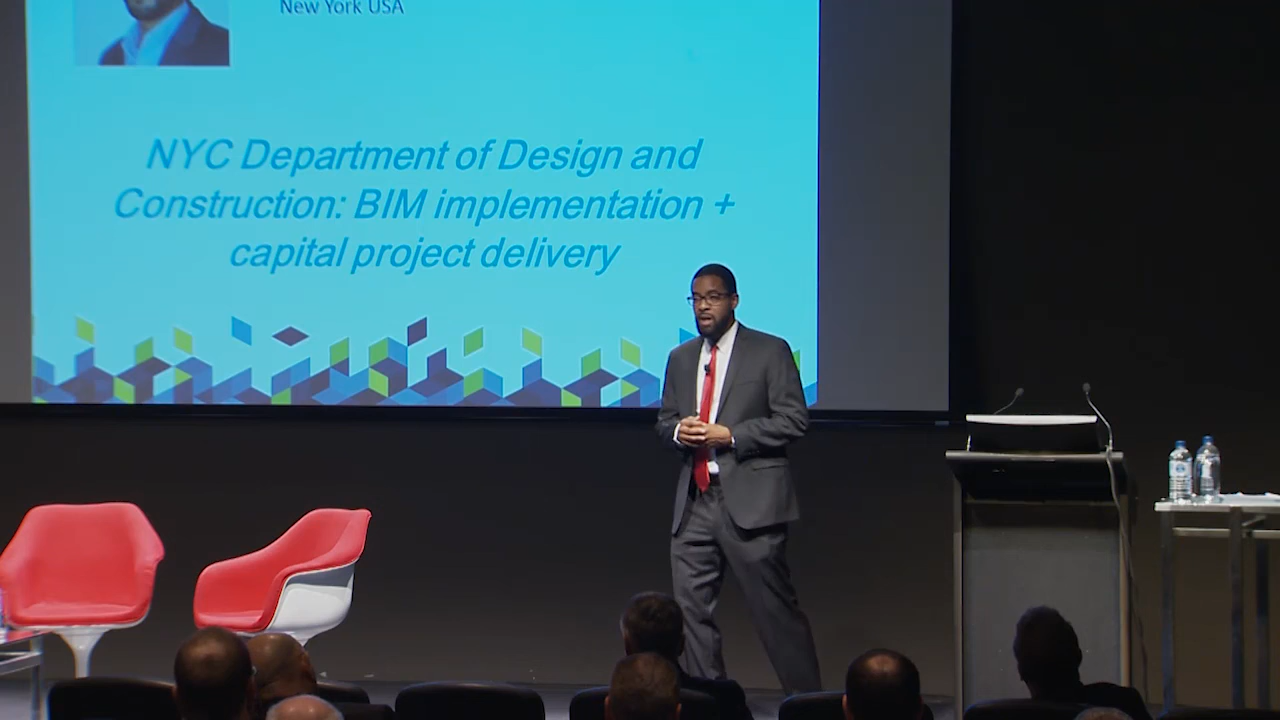 New York USA
NYC Department of Design and
Construction: BIM implementation +
capital project delivery